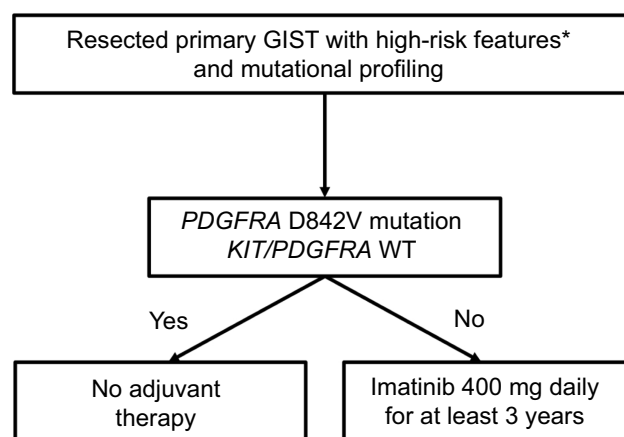 Resected primary GIST with high-risk features*
and mutational profiling
PDGFRA D842V mutation
KIT/PDGFRA WT
Yes
No
No adjuvant
therapy
Imatinib 400 mg daily
for at least 3 years